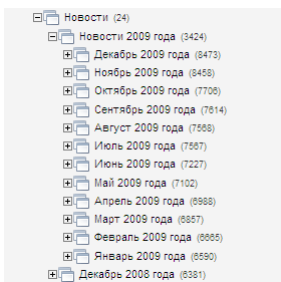 Новости (24)
Новости 2009 года (3424)
Декабрь 2009 года (8473)
Ноябрь 2009 года (8458)
Октябрь 2009 года (7706)
Сентябрь 2009 года (7614)
Август 2009 года (7568)
Июль 2009 года (7567)
Июнь 2009 года (7227)
Май 2009 года (7102)
Апрель 2009 года (6988)
Март 2009 года (6857)
Февраль 2009 года (6665)
Январь 2009 года (6590)
Декабрь 2008 года (6381)